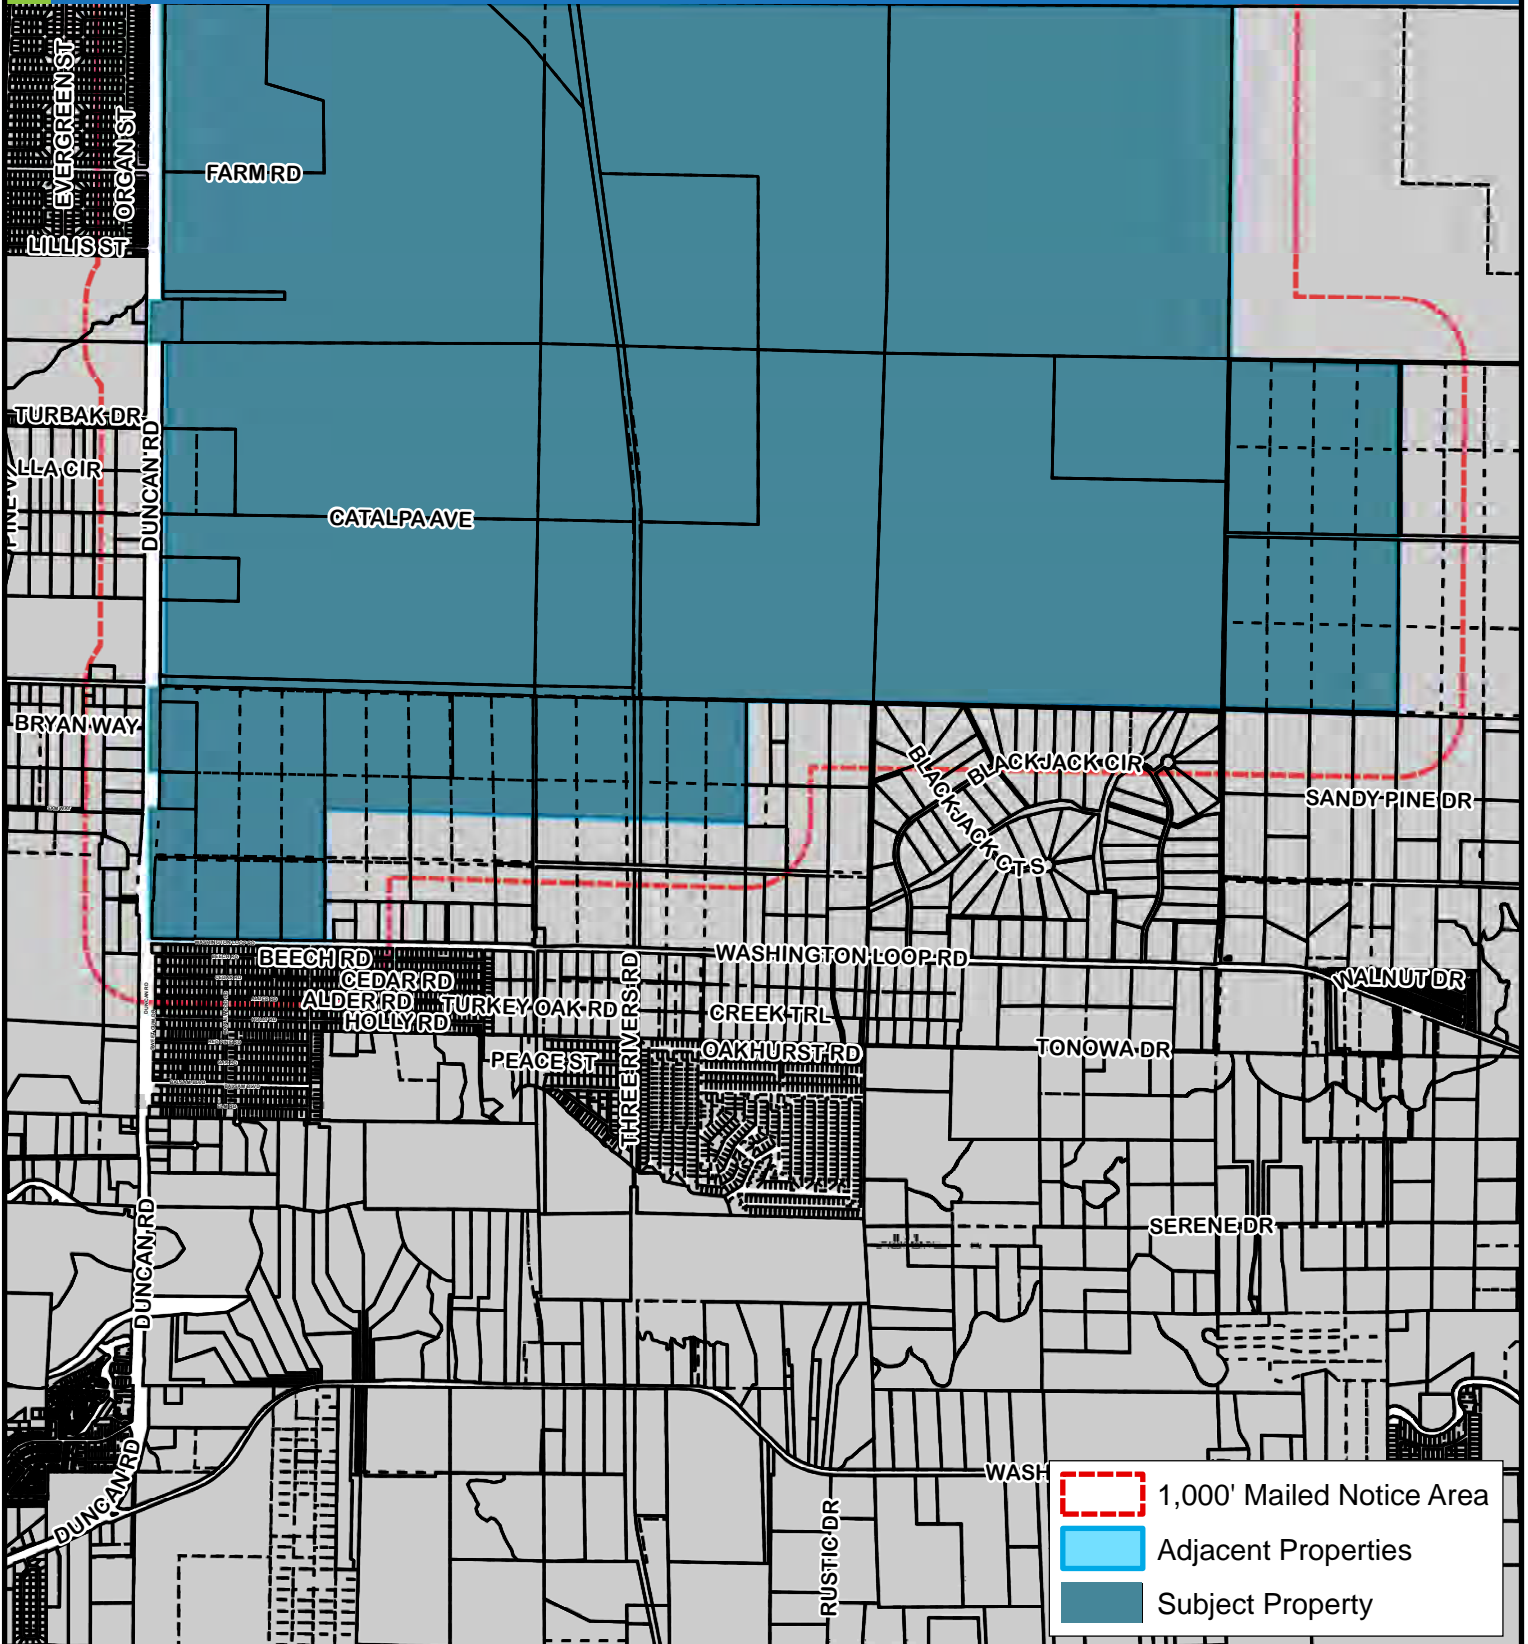 EVERGREEN ST
ORGAN ST
FARM RD
LILLIS ST
TURBAK DR
DUNCAN RD
LLA CIR
CATALPA AVE
BRYAN WAY
BLACKJACK CIR
BLACKJACK CT S
SANDY PINE DR
BEECH RD
WASHINGTON LOOP RD
CEDAR RD
WALNUT DR
ALDER RD
TURKEY OAK RD
CREEK TRL
HOLLY RD
THREE RIVERS RD
PEACE ST
OAKHURST RD
TONOWA DR
DUNCAN RD
SERENE DR
DUNCAN RD
WASH
RUSTIC DR
1,000' Mailed Notice Area
Adjacent Properties
Subject Property